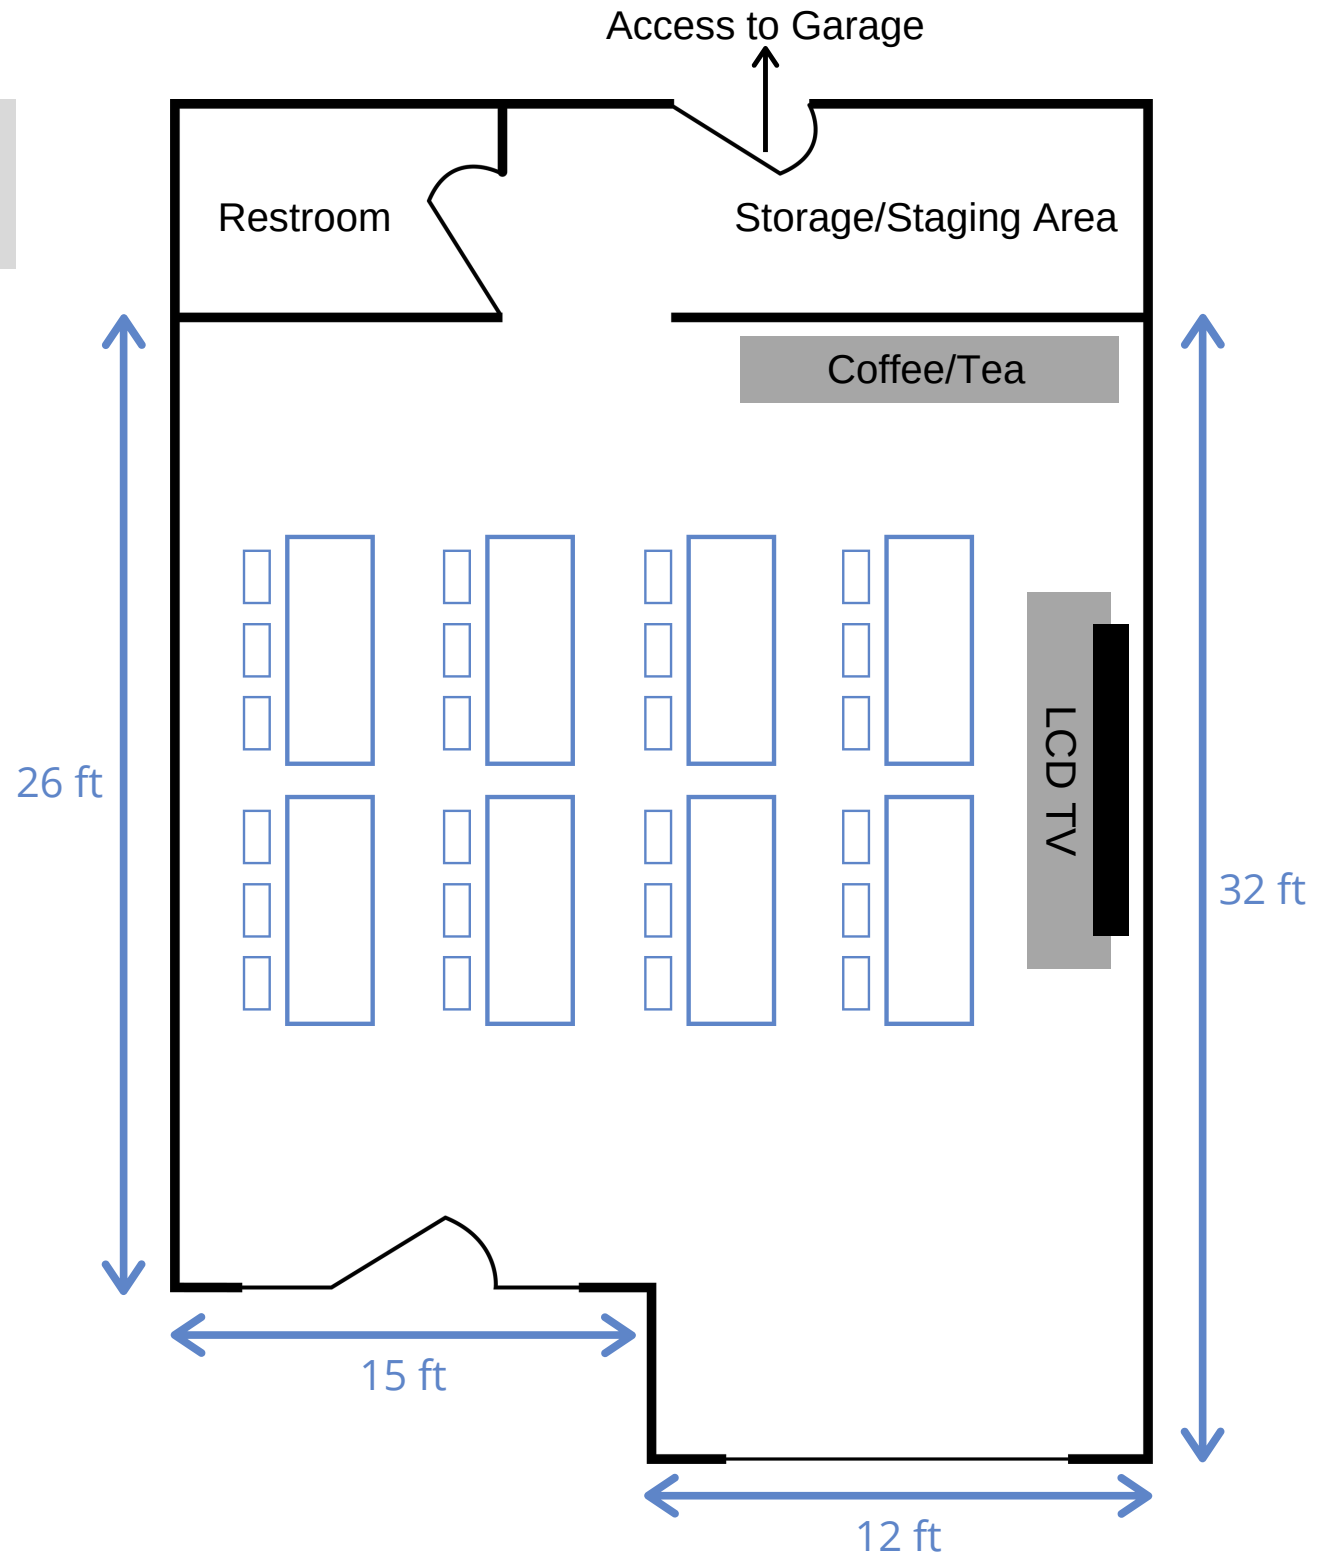 Access to Garage
Restroom
Storage/Staging Area
Coffee/Tea
LCD TV
26 ft
32 ft
15 ft
12 ft